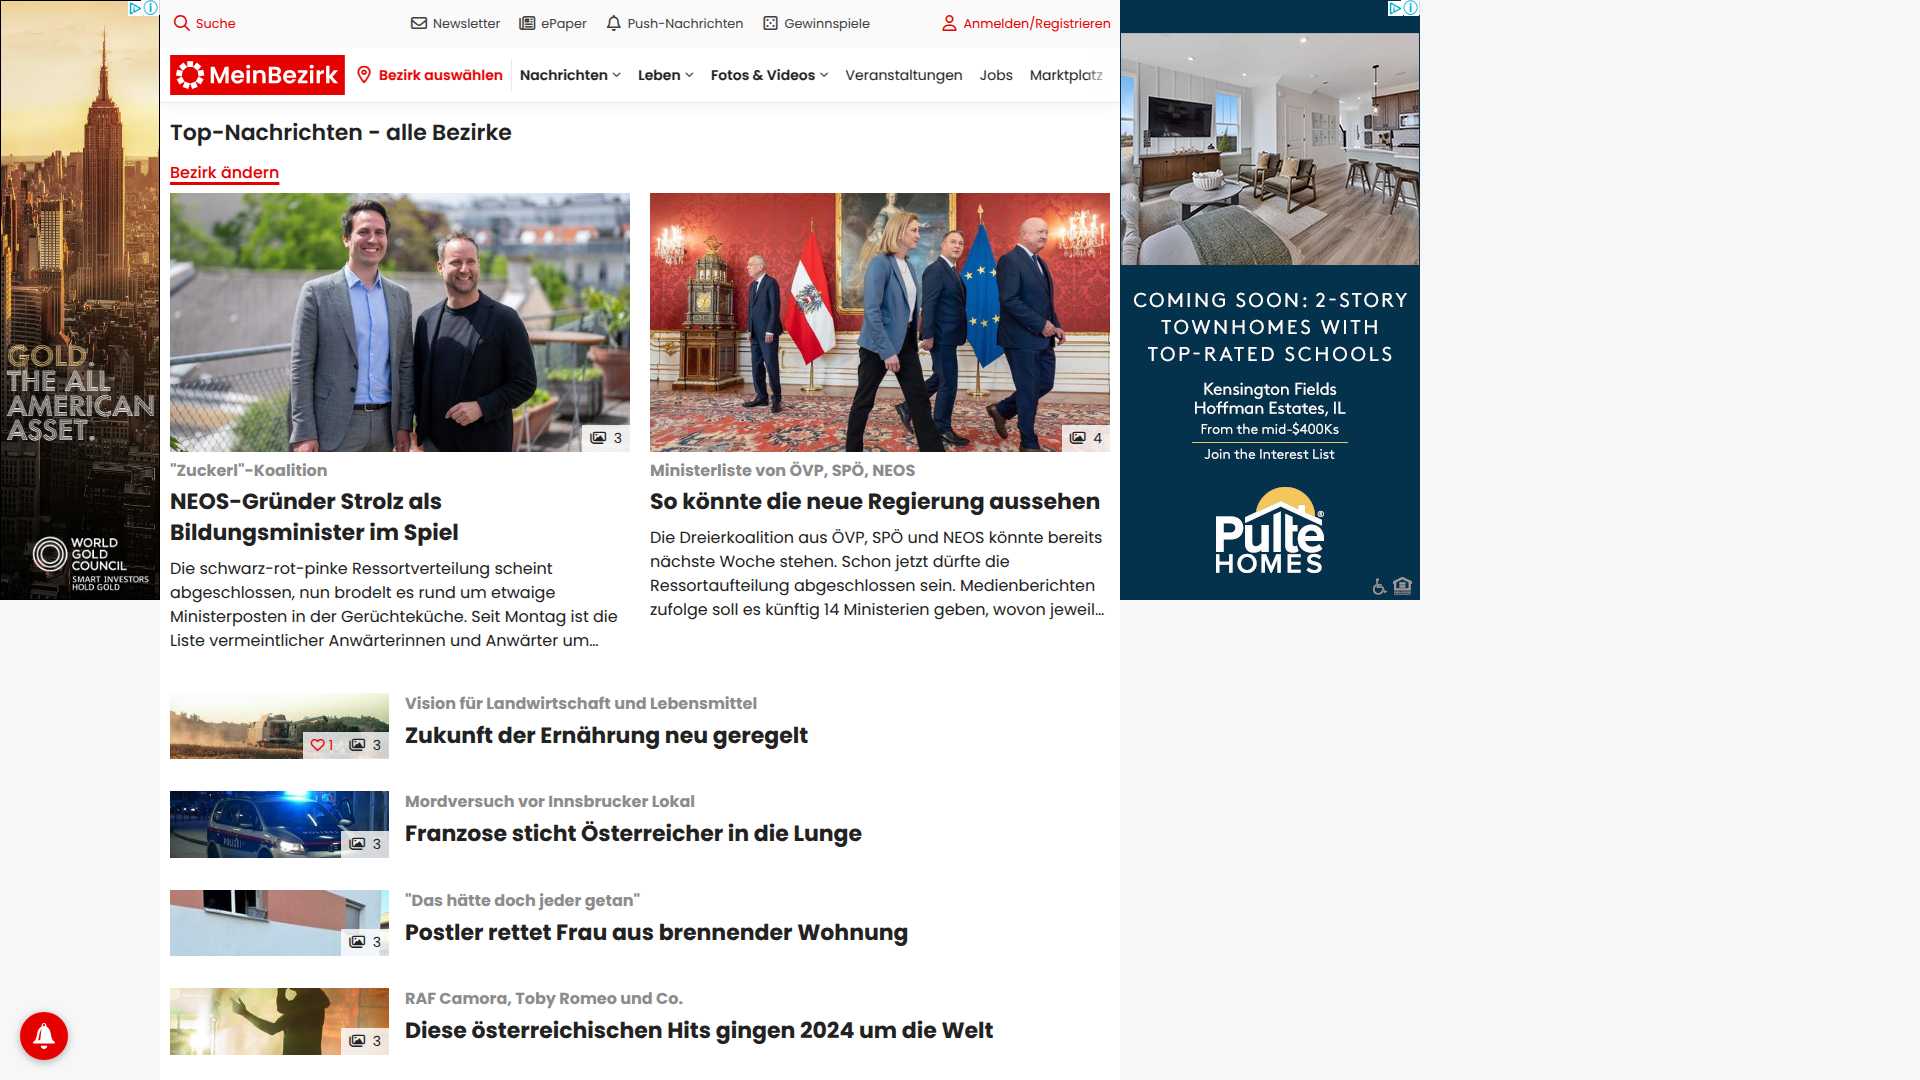 Suche
Newsletter
ePaper
Push-Nachrichten
Gewinnspiele
Anmelden/Registrieren
MeinBezirk
Bezirk auswählen
Nachrichten
Leben
Fotos & Videos
Veranstaltungen
Jobs
Marktplatz
Top-Nachrichten - alle Bezirke
Bezirk ändern
3
"Zuckerl"-Koalition
NEOS-Gründer Strolz als
Bildungsminister im Spiel
Die schwarz-rot-pinke Ressortverteilung scheint
abgeschlossen, nun brodelt es rund um etwaige
Ministerposten in der Gerüchteküche. Seit Montag ist die
Liste vermeintlicher Anwärterinnen und Anwärter um...
4
Ministerliste von ÖVP, SPÖ, NEOS
So könnte die neue Regierung aussehen
Die Dreierkoalition aus ÖVP, SPÖ und NEOS könnte bereits
nächste Woche stehen. Schon jetzt dürfte die
Ressortaufteilung abgeschlossen sein. Medienberichten
zufolge soll es künftig 14 Ministerien geben, wovon jeweil...
1 3
Vision für Landwirtschaft und Lebensmittel
Zukunft der Ernährung neu geregelt
POLIZEI
3
Mordversuch vor Innsbrucker Lokal
Franzose sticht Österreicher in die Lunge
3
"Das hätte doch jeder getan"
Postler rettet Frau aus brennender Wohnung
3
RAF Camora, Toby Romeo und Co.
Diese österreichischen Hits gingen 2024 um die Welt
GOLD.
THE ALL-
AMERICAN
ASSET.
WORLD
GOLD
COUNCIL
SMART INVESTORS
HOLD GOLD
COMING SOON: 2-STORY
TOWNHOMES WITH
TOP-RATED SCHOOLS
Kensington Fields
Hoffman Estates, IL
From the mid-$400Ks
Join the Interest List
Pulte®
HOMES